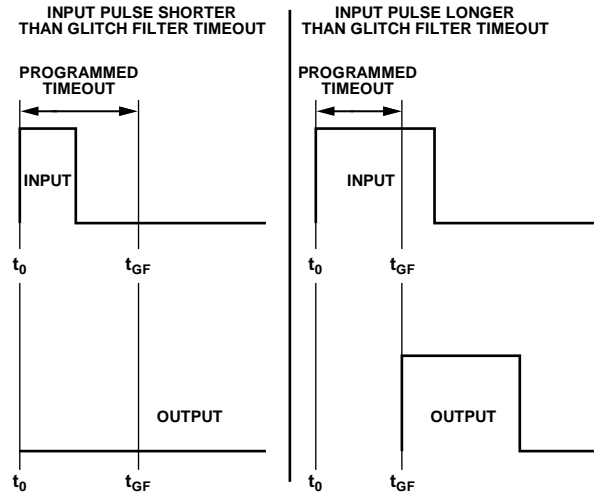 INPUT PULSE SHORTER
THAN GLITCH FILTER TIMEOUT
PROGRAMMED
TIMEOUT
INPUT
t0
tGF
OUTPUT
t0
tGF
INPUT PULSE LONGER
THAN GLITCH FILTER TIMEOUT
PROGRAMMED
TIMEOUT
INPUT
t0
tGF
OUTPUT
t0
tGF